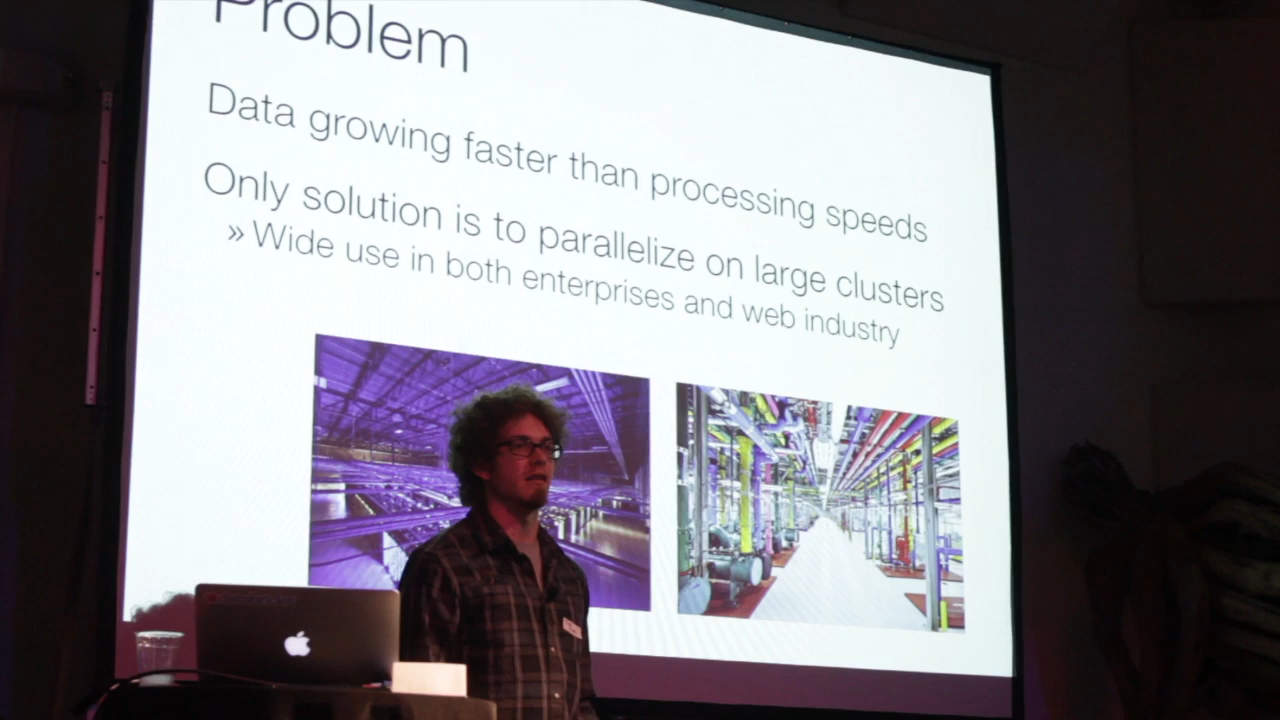 Problem
Data growing faster than processing speeds
Only solution is to parallelize on large clusters
» Wide use in both enterprises and web industry